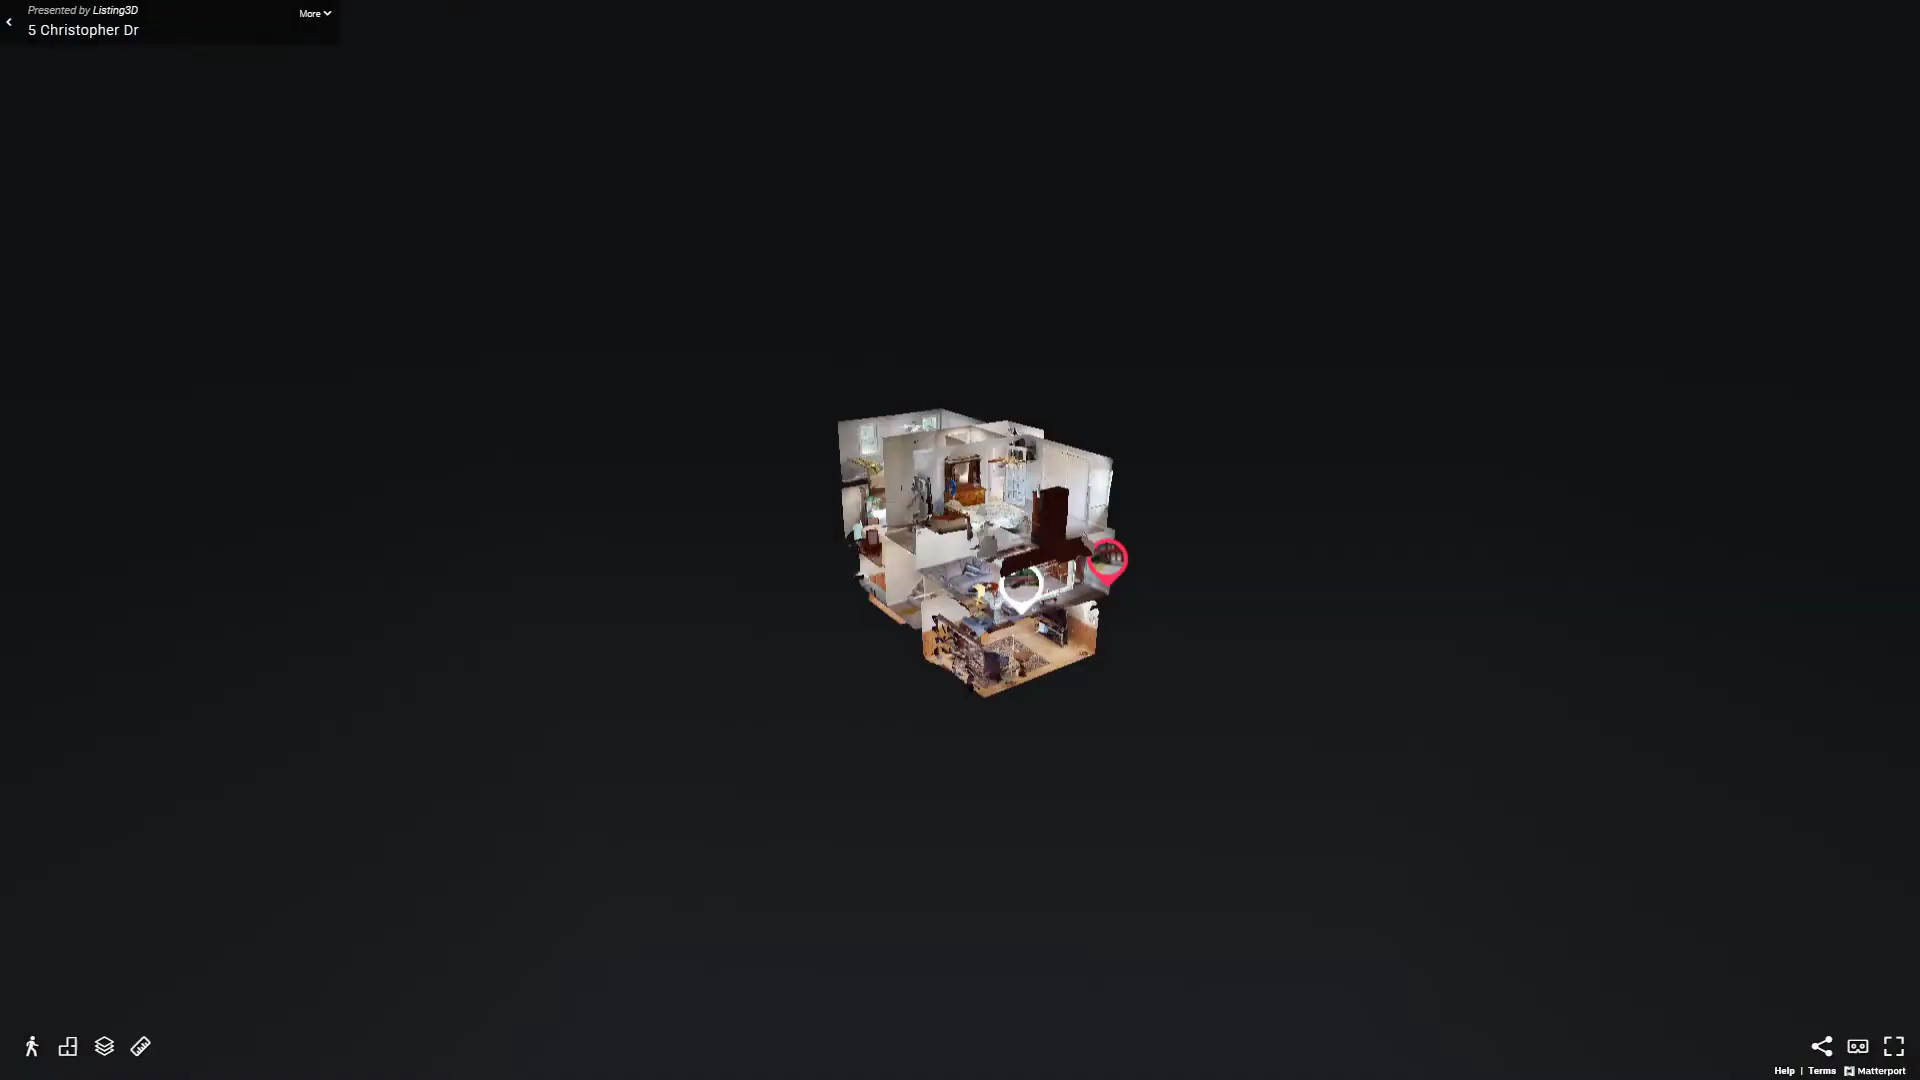 Presented by Listing3D
5 Christopher Dr
More
Help | Terms Matterport